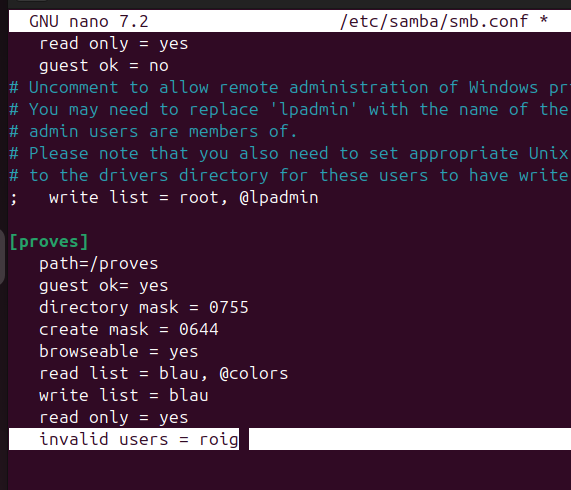 GNU nano 7.2 /etc/samba/smb.conf *
read only = yes
guest ok = no
# Uncomment to allow remote administration of Windows pr
# You may need to replace 'lpadmin' with the name of the
# admin users are members of.
# Please note that you also need to set appropriate Unix
# to the drivers directory for these users to have write
;   write list = root, @lpadmin
[proves]
path=/proves
guest ok= yes
directory mask = 0755
create mask = 0644
browseable = yes
read list = blau, @colors
write list = blau
read only = yes
invalid users = roig